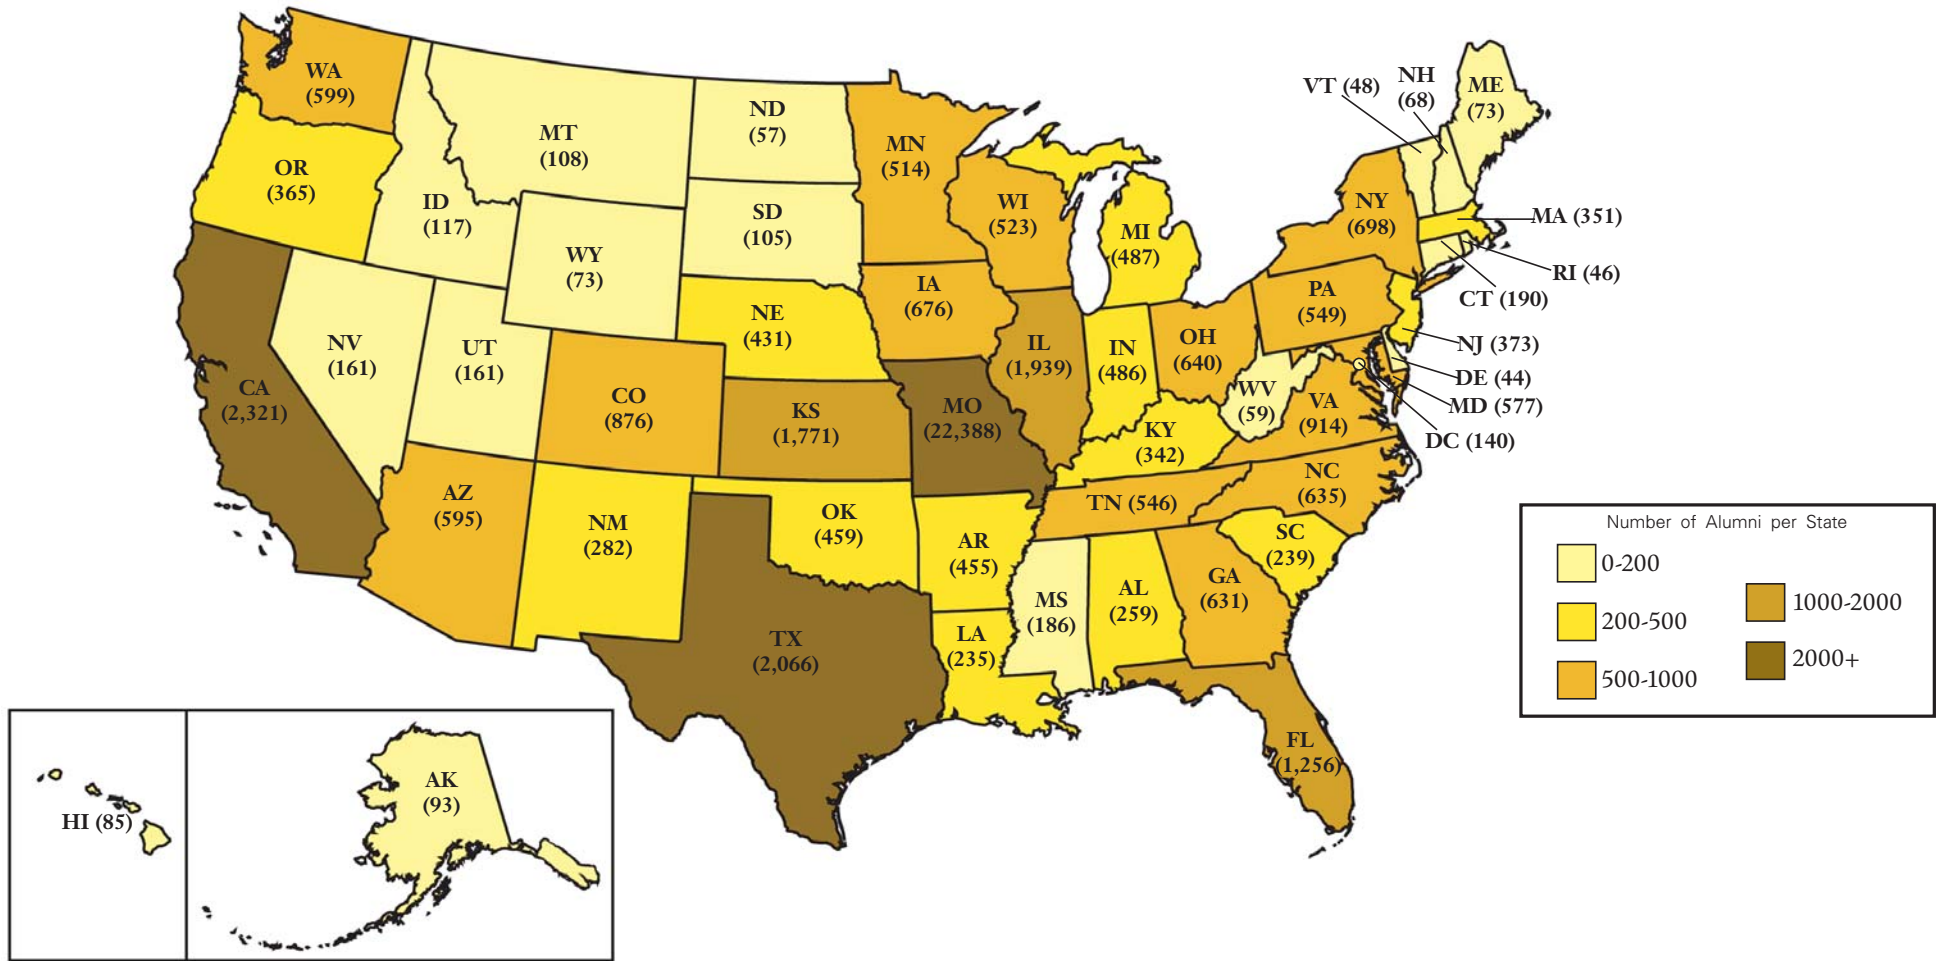 WA
(599)
OR
(365)
CA
(2,321)
NV
(161)
ID
(117)
MT
(108)
WY
(73)
UT
(161)
AZ
(595)
CO
(876)
NM
(282)
ND
(57)
SD
(105)
NE
(431)
KS
(1,771)
OK
(459)
TX
(2,066)
MN
(514)
IA
(676)
MO
(22,388)
AR
(455)
LA
(235)
WI
(523)
IL
(1,939)
MI
(487)
IN
(486)
OH
(640)
KY
(342)
TN (546)
MS
(186)
AL
(259)
GA
(631)
FL
(1,256)
SC
(239)
NC
(635)
VA
(914)
WV
(59)
PA
(549)
NY
(698)
VT (48)
NH
(68)
ME
(73)
MA (351)
RI (46)
CT (190)
NJ (373)
DE (44)
MD (577)
DC (140)
HI (85)
AK
(93)
Number of Alumni per State
0-200
200-500
500-1000
1000-2000
2000+